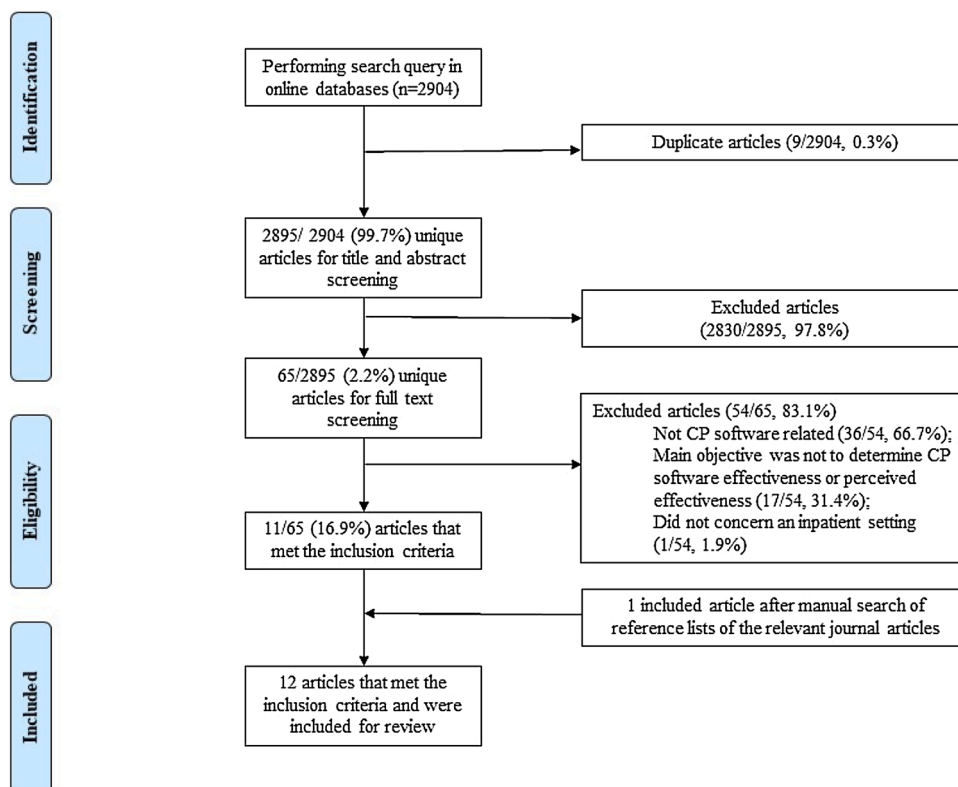 Identification
Performing search query in
online databases (n=2904)
Duplicate articles (9/2904, 0.3%)
Screening
2895/ 2904 (99.7%) unique
articles for title and abstract
screening
Excluded articles
(2830/2895, 97.8%)
65/2895 (2.2%) unique
articles for full text
screening
Eligibility
Excluded articles (54/65, 83.1%)
Not CP software related (36/54, 66.7%);
Main objective was not to determine CP
software effectiveness or perceived
effectiveness (17/54, 31.4%);
Did not concern an inpatient setting
(1/54, 1.9%)
11/65 (16.9%) articles that
met the inclusion criteria
1 included article after manual search of
reference lists of the relevant journal articles
Included
12 articles that met the
inclusion criteria and were
included for review